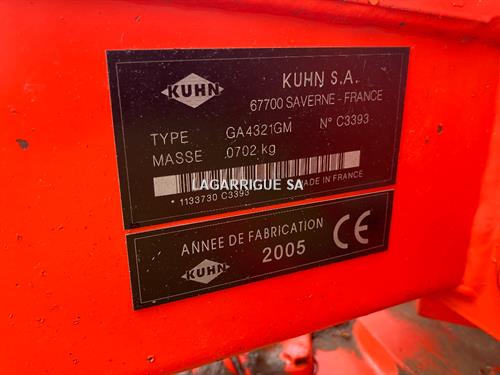 KUHN
KUHN S.A.
67700 SAVERNE - FRANCE
TYPE GA4321GM N° C3393
MASSE .0702 kg
LAGARRIGUE SA
MADE IN FRANCE
* 1133730 C3393
ANNEE DE FABRICATION
KUHN
2005
CE